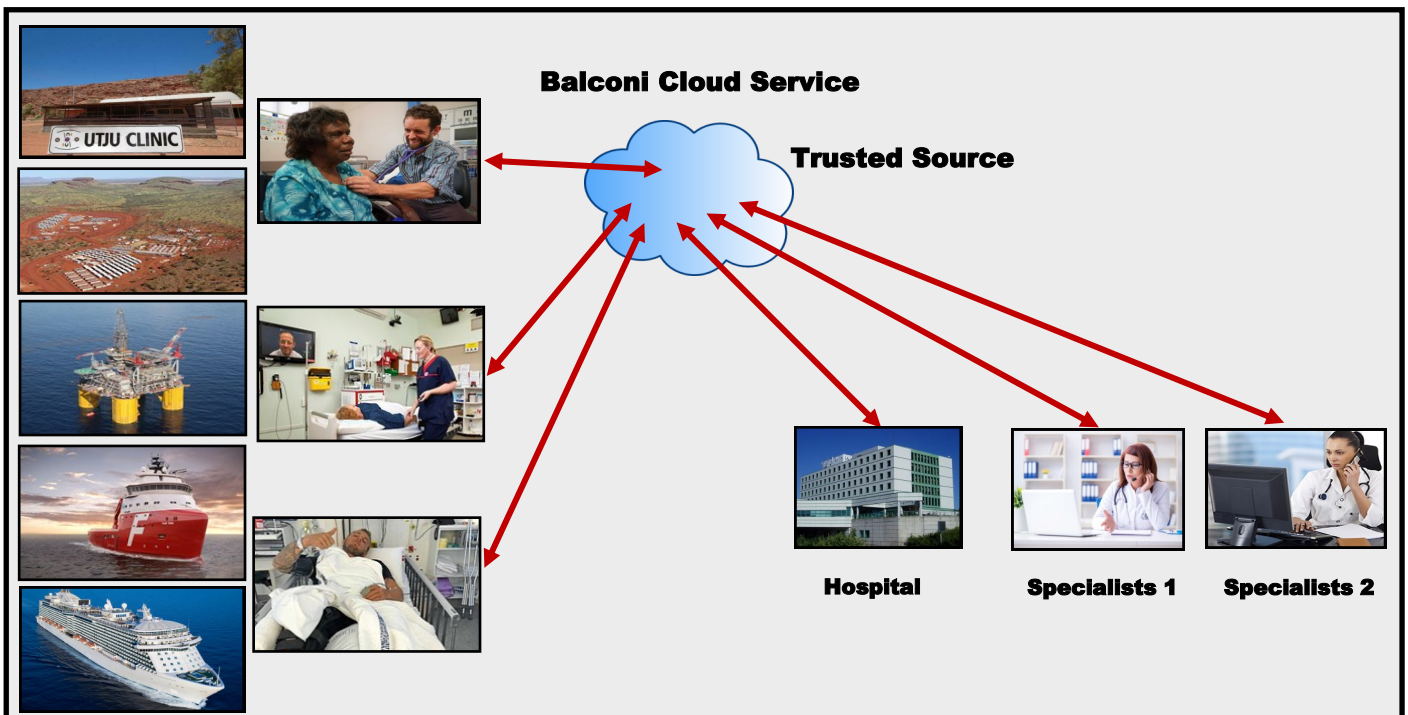 Balconi Cloud Service
Trusted Source
UTJU CLINIC
F
Hospital
Specialists 1
Specialists 2